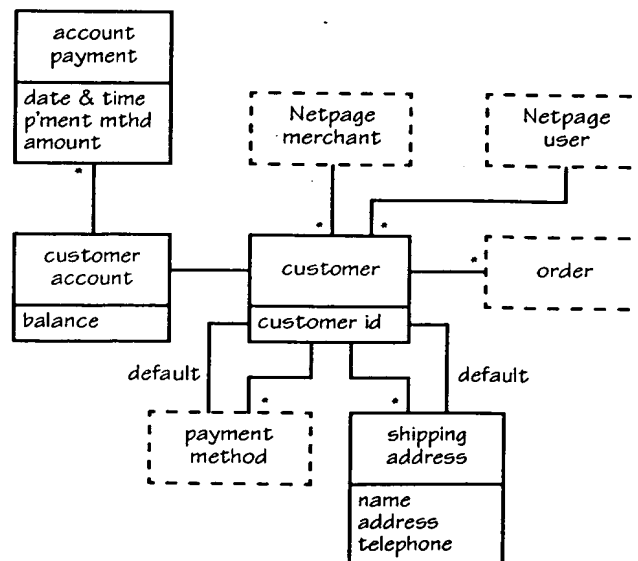 account
payment
date & time
p'ment mthd
amount
*
Netpage
merchant
Netpage
user
*
*
customer
account
balance
customer
customer id
*
order
default
default
*
*
payment
method
shipping
address
name
address
telephone